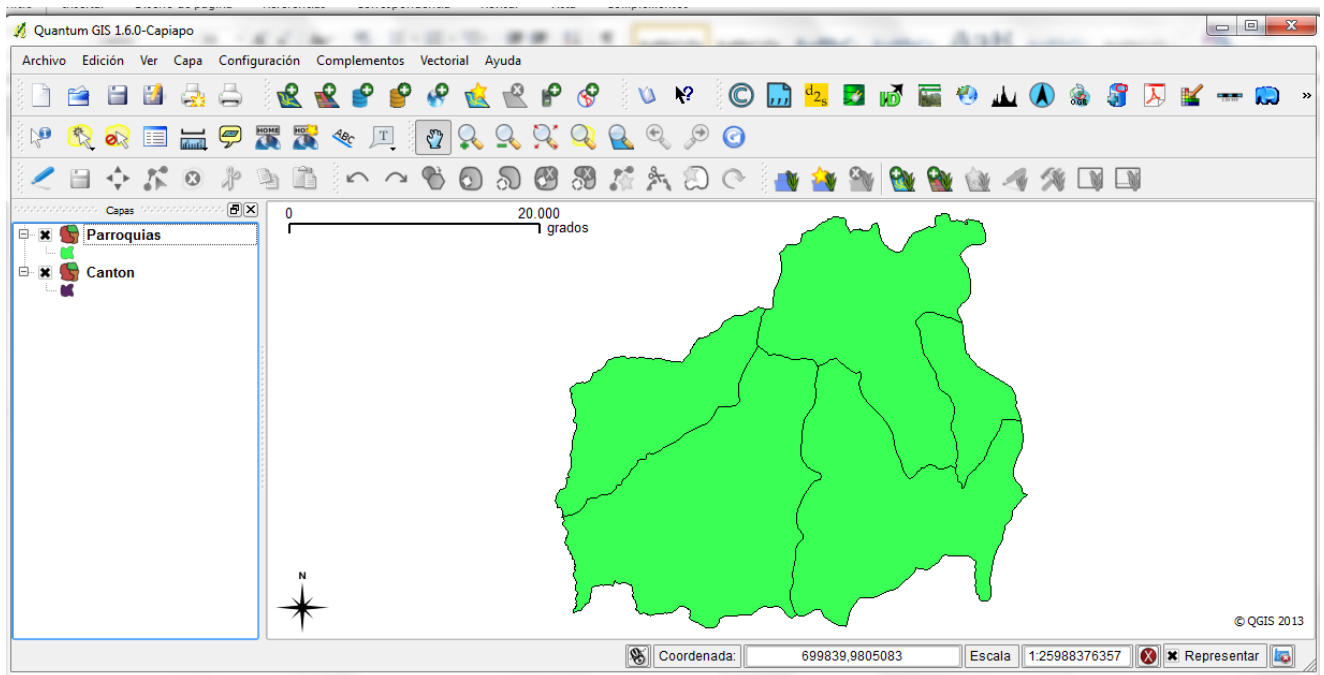 Quantum GIS 1.6.0-Capiapo
Archivo Edición Ver Capa Configuración Complementos Vectorial Ayuda
Capas
Parroquias
Canton
0 20.000
grados
N
© QGIS 2013
Coordenada: 699839,9805083 Escala 1:25988376357 Representar